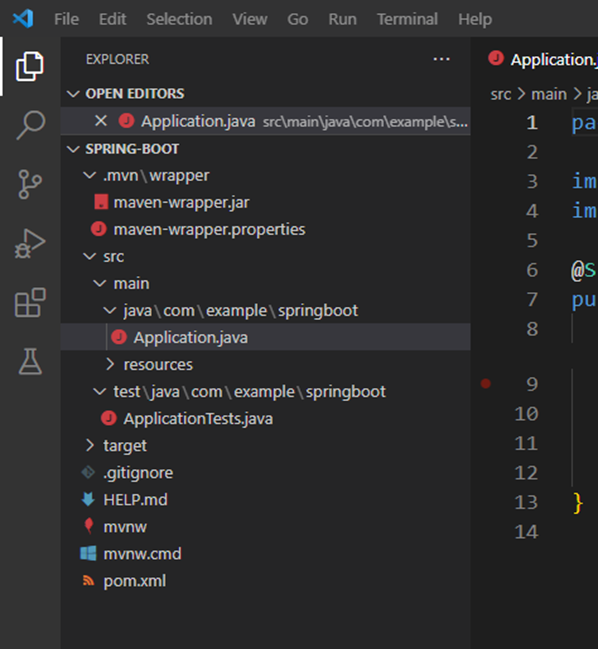 File Edit Selection View Go Run Terminal Help
EXPLORER ...
OPEN EDITORS
Application.java src\main\java\com\example\s...
SPRING-BOOT
.mvn\wrapper
maven-wrapper.jar
maven-wrapper.properties
src
main
java\com\example\springboot
Application.java
resources
test\java\com\example\springboot
ApplicationTests.java
target
.gitignore
HELP.md
mvnw
mvnw.cmd
pom.xml
Application.
src > main > ja
1 pa
2
3 im
4 im
5
6 @S
7 pu
8
9
10
11
12
13 }
14